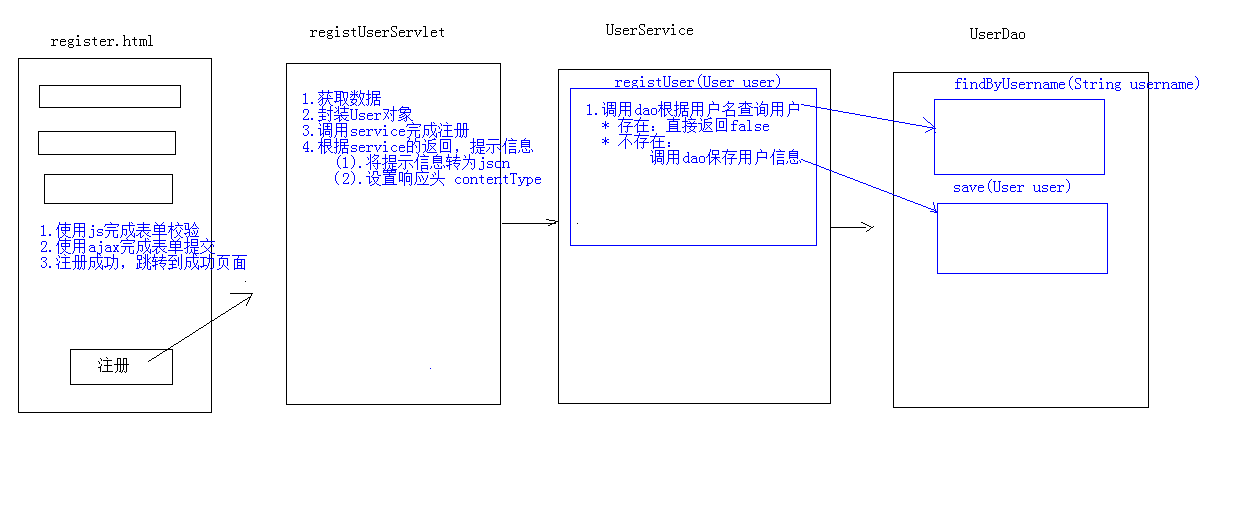 register.html
1.使用js完成表单校验
2.使用ajax完成表单提交
3.注册成功，跳转到成功页面
注册
registUserServlet
1.获取数据
2.封装User对象
3.调用service完成注册
4.根据service的返回，提示信息
(1).将提示信息转为json
(2).设置响应头 contentType
UserService
registUser(User user)
1.调用dao根据用户名查询用户
* 存在：直接返回false
* 不存在：
调用dao保存用户信息
UserDao
findByUsername(String username)
save(User user)